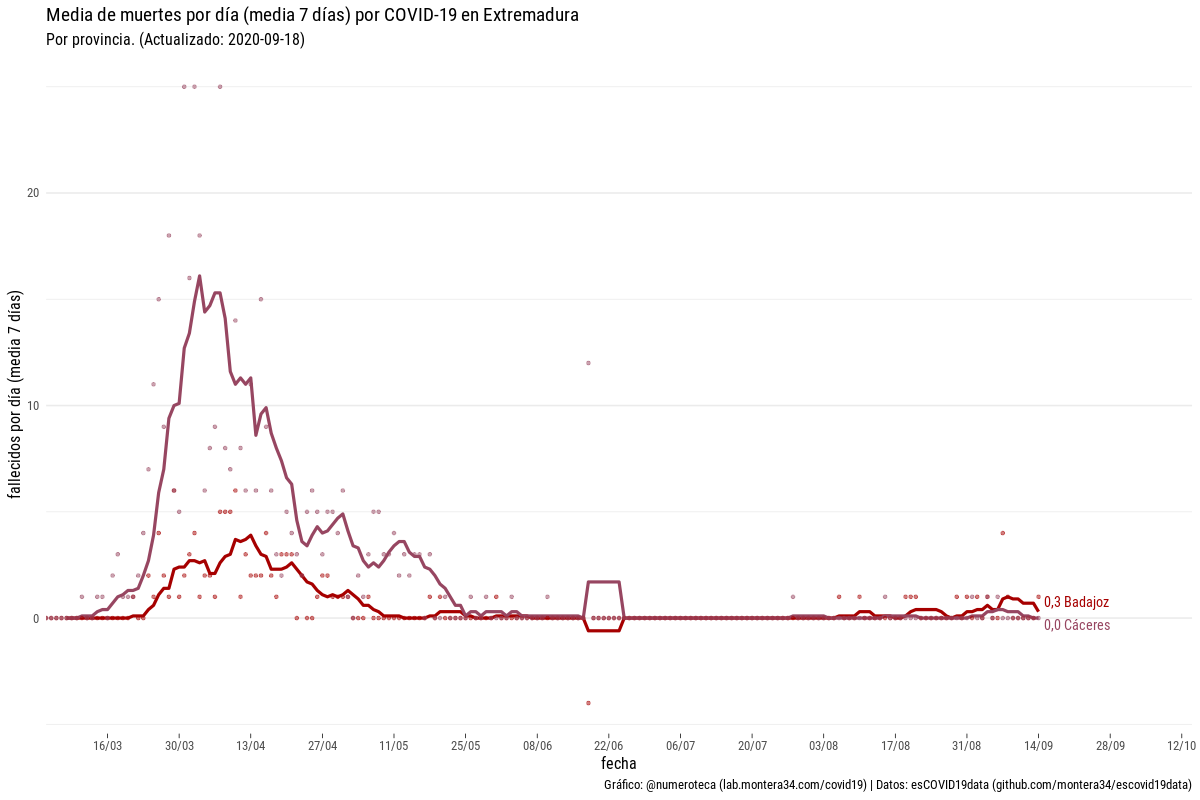 Media de muertes por día (media 7 días) por COVID-19 en Extremadura
Por provincia. (Actualizado: 2020-09-18)
fallecidos por día (media 7 días)
20
10
0
0,3 Badajoz
0,0 Cáceres
16/03 30/03 13/04 27/04 11/05 25/05 08/06 22/06 06/07 20/07 03/08 17/08 31/08 14/09 28/09 12/10
fecha
Gráfico: @numeroteca (lab.montera34.com/covid19) | Datos: esCOVID19data (github.com/montera34/escovid19data)